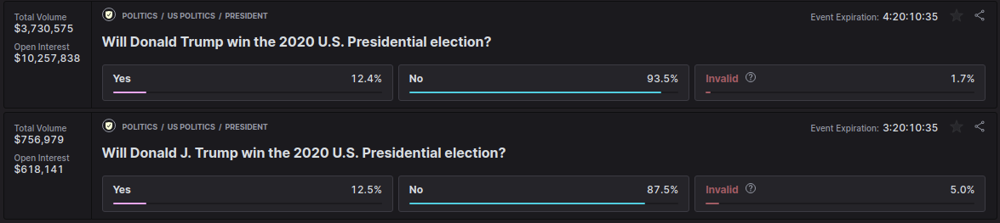 Total Volume
$3,730,575
Open Interest
$10,257,838
POLITICS / US POLITICS / PRESIDENT
Event Expiration: 4:20:10:35
Will Donald Trump win the 2020 U.S. Presidential election?
Yes 12.4%
No 93.5%
Invalid ? 1.7%
Total Volume
$756,979
Open Interest
$618,141
POLITICS / US POLITICS / PRESIDENT
Event Expiration: 3:20:10:35
Will Donald J. Trump win the 2020 U.S. Presidential election?
Yes 12.5%
No 87.5%
Invalid ? 5.0%